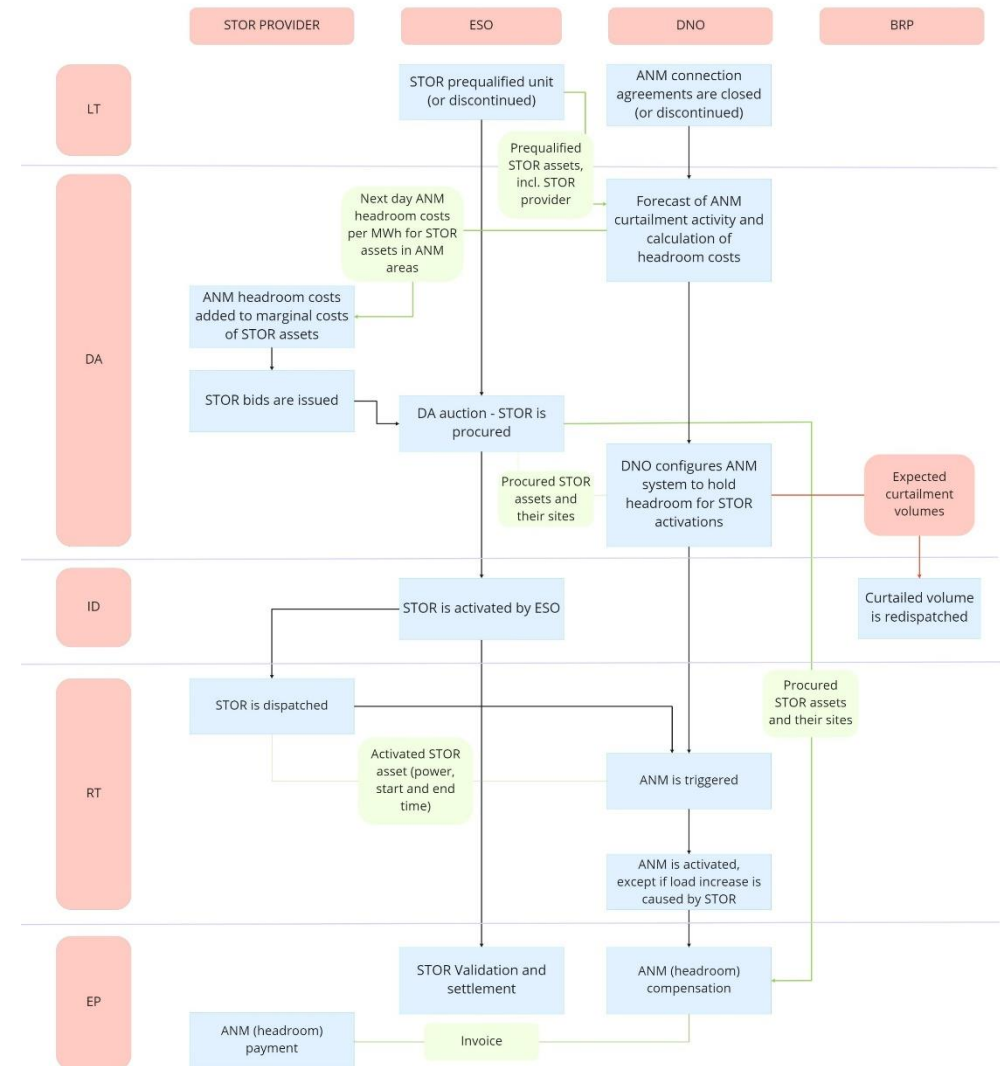 STOR PROVIDER
ESO
DNO
BRP
LT
STOR prequalified unit
(or discontinued)
ANM connection
agreements are closed
(or discontinued)
Prequalified
STOR assets,
incl. STOR
provider
DA
Next day ANM
headroom costs
per MWh for STOR
assets in ANM
areas
Forecast of ANM
curtailment activity and
calculation of
headroom costs
ANM headroom costs
added to marginal costs
of STOR assets
STOR bids are issued
DA auction - STOR is
procured
Procured STOR
assets and
their sites
DNO configures ANM
system to hold
headroom for STOR
activations
Expected
curtailment
volumes
ID
STOR is activated by ESO
Curtailed volume
is redispatched
RT
STOR is dispatched
Procured
STOR assets
and their sites
Activated STOR
asset (power,
start and end
time)
ANM is triggered
ANM is activated,
except if load increase is
caused by STOR
EP
STOR Validation and
settlement
ANM (headroom)
compensation
ANM (headroom)
payment
Invoice